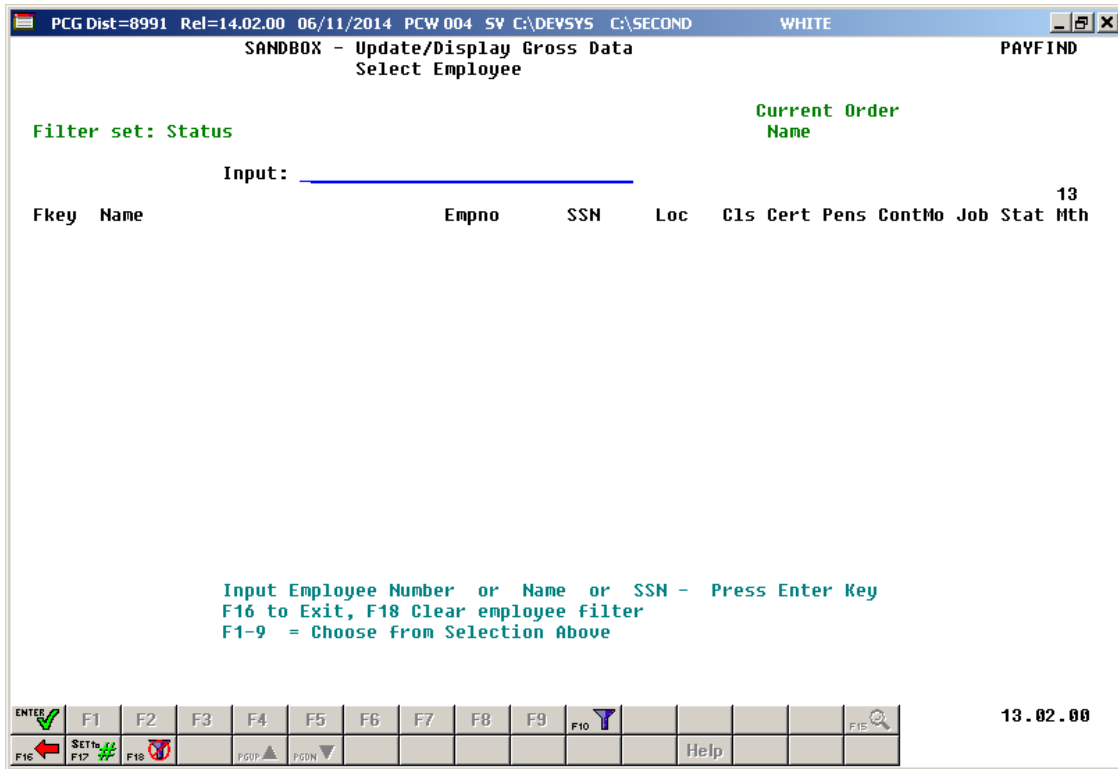 PCG Dist=8991 Rel=14.02.00 06/11/2014 PCW 004 SV C:\DEVSYS C:\SECOND WHITE
SANDBOX - Update/Display Gross Data PAYFIND
Select Employee
Current Order
Filter set: Status Name
Input:
13
Fkey Name Empno SSN Loc Cls Cert Pens ContMo Job Stat Mth
Input Employee Number or Name or SSN - Press Enter Key
F16 to Exit, F18 Clear employee filter
F1-9 = Choose from Selection Above
ENTER F1 F2 F3 F4 F5 F6 F7 F8 F9 F10 F15 13.02.00
F16 SET to F17 F18 PGUP PGDN Help